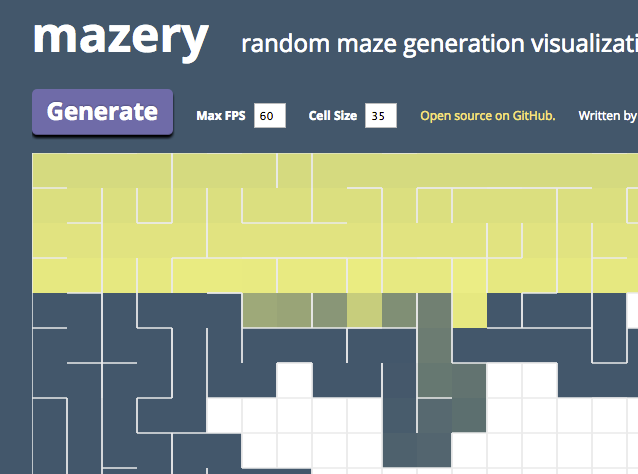 mazery
random maze generation visualizati
Generate
Max FPS 60 Cell Size 35 Open source on GitHub. Written by